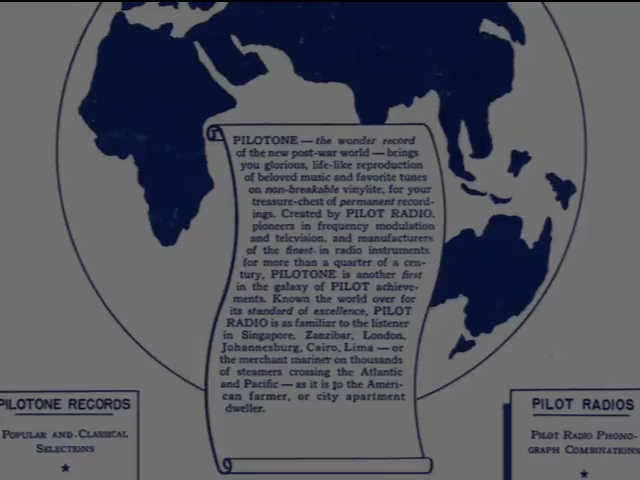 PILOTONE — the wonder record
of the new post-war world — brings
you glorious, life-like reproduction
of beloved music and favorite tunes
on non-breakable vinylite, for your
treasure-chest of permanent record-
ings. Created by PILOT RADIO,
pioneers in frequency modulation
and television, and manufacturers
of the finest in radio instruments
for more than a quarter of a cen-
tury, PILOTONE is another first
in the galaxy of PILOT achieve-
ments. Known the world over for
its standard of excellence, PILOT
RADIO is as familiar to the listener
in Singapore, Zanzibar, London,
Johannesburg, Cairo, Lima — or
the merchant mariner on thousands
of steamers crossing the Atlantic
and Pacific — as it is to the Ameri-
can farmer, or city apartment
dweller.
PILOTONE RECORDS
POPULAR AND CLASSICAL
SELECTIONS
PILOT RADIOS
PILOT RADIO PHONO-
GRAPH COMBINATIONS